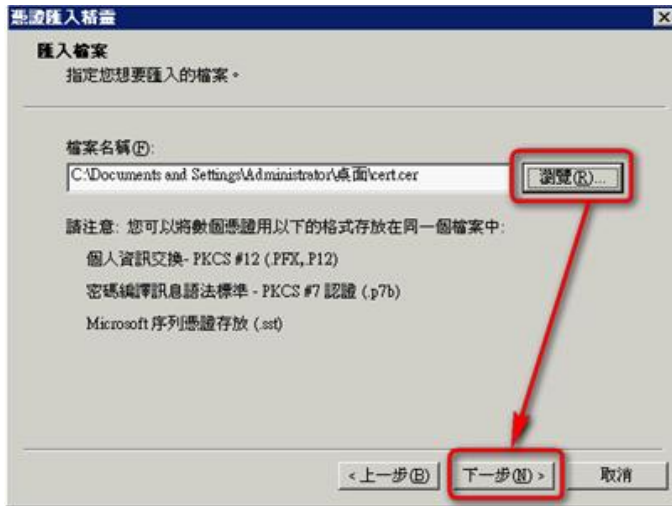 憑證匯入精靈
匯入檔案
指定您想要匯入的檔案。
檔案名稱(F):
C:\Documents and Settings\Administrator\桌面\cert.cer
瀏覽(R)...
請注意: 您可以將數個憑證用以下的格式存放在同一個檔案中:
個人資訊交換- PKCS #12 (.PFX,.P12)
密碼編譯訊息語法標準 - PKCS #7 認證 (.p7b)
Microsoft 序列憑證存放 (.sst)
<上一步(B)
下一步(N)>
取消